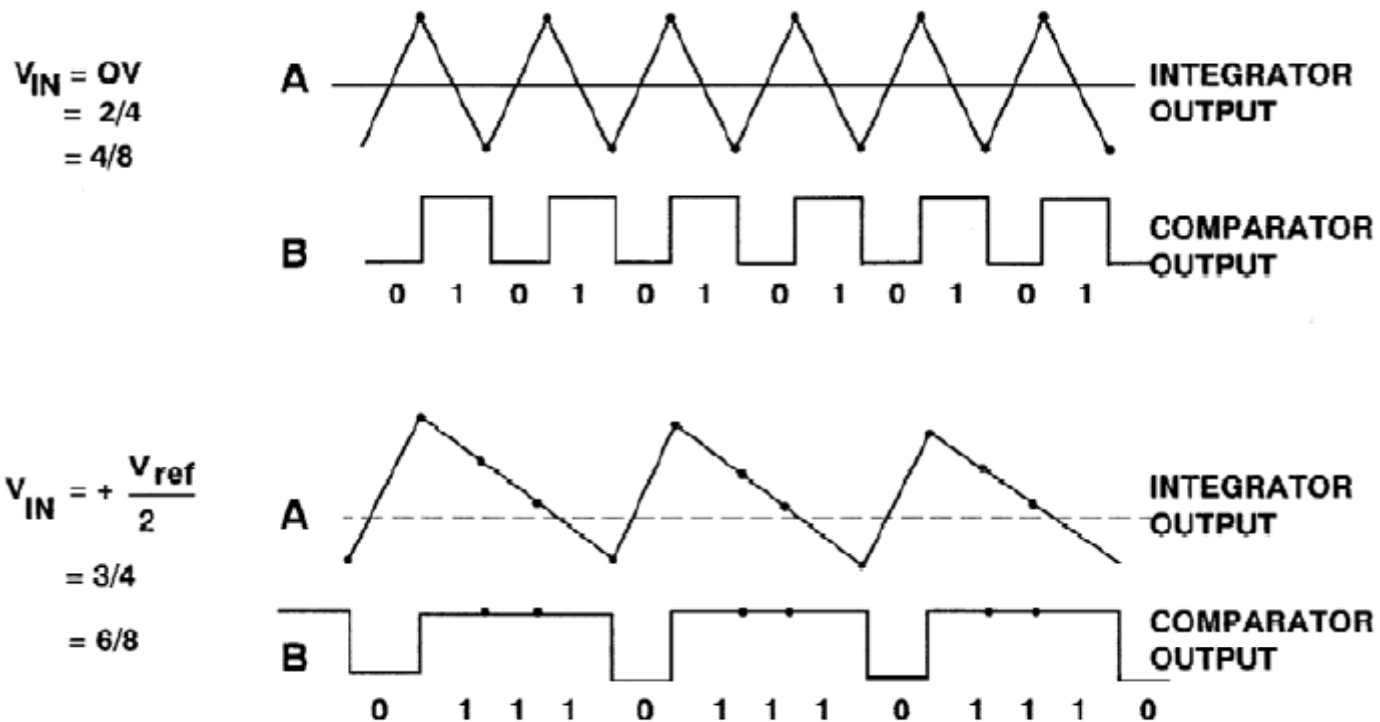 V_IN = 0V
= 2/4
= 4/8
A
INTEGRATOR
OUTPUT
B
COMPARATOR
OUTPUT
0 1 0 1 0 1 0 1 0 1 0 1
V_IN = + V_ref / 2
= 3/4
= 6/8
A
INTEGRATOR
OUTPUT
B
COMPARATOR
OUTPUT
0 1 1 1 0 1 1 1 0 1 1 1 0